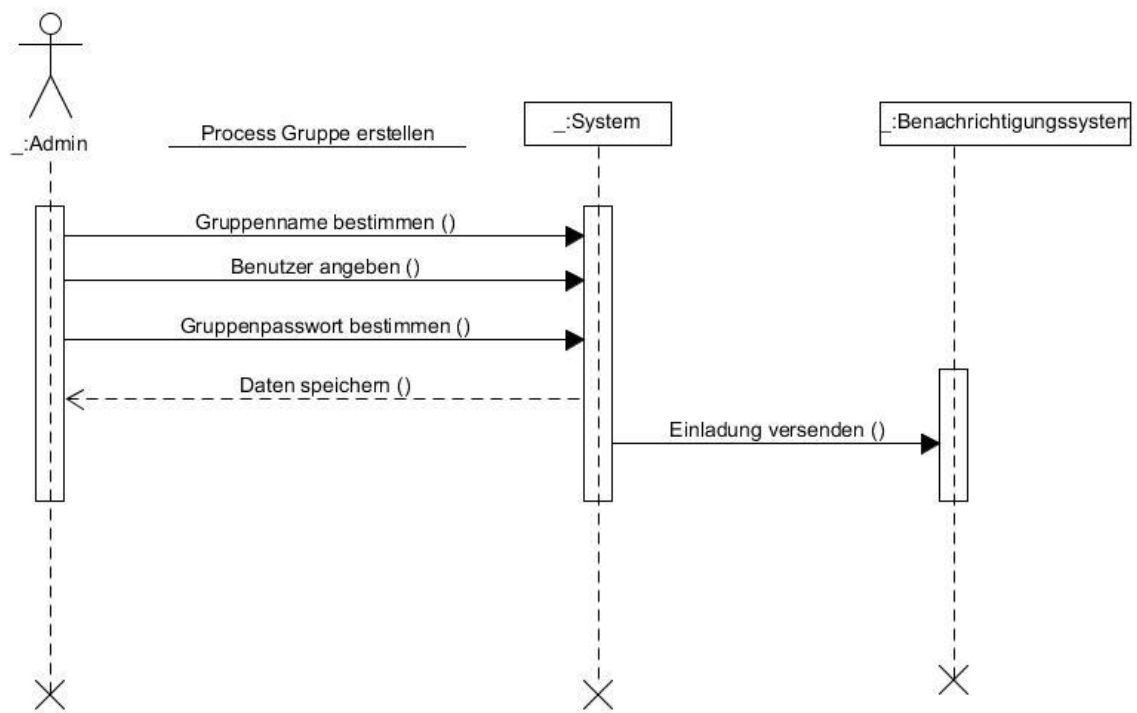 _:Admin
Process Gruppe erstellen
_:System
_:Benachrichtigungssystem
Gruppenname bestimmen ()
Benutzer angeben ()
Gruppenpasswort bestimmen ()
Daten speichern ()
Einladung versenden ()